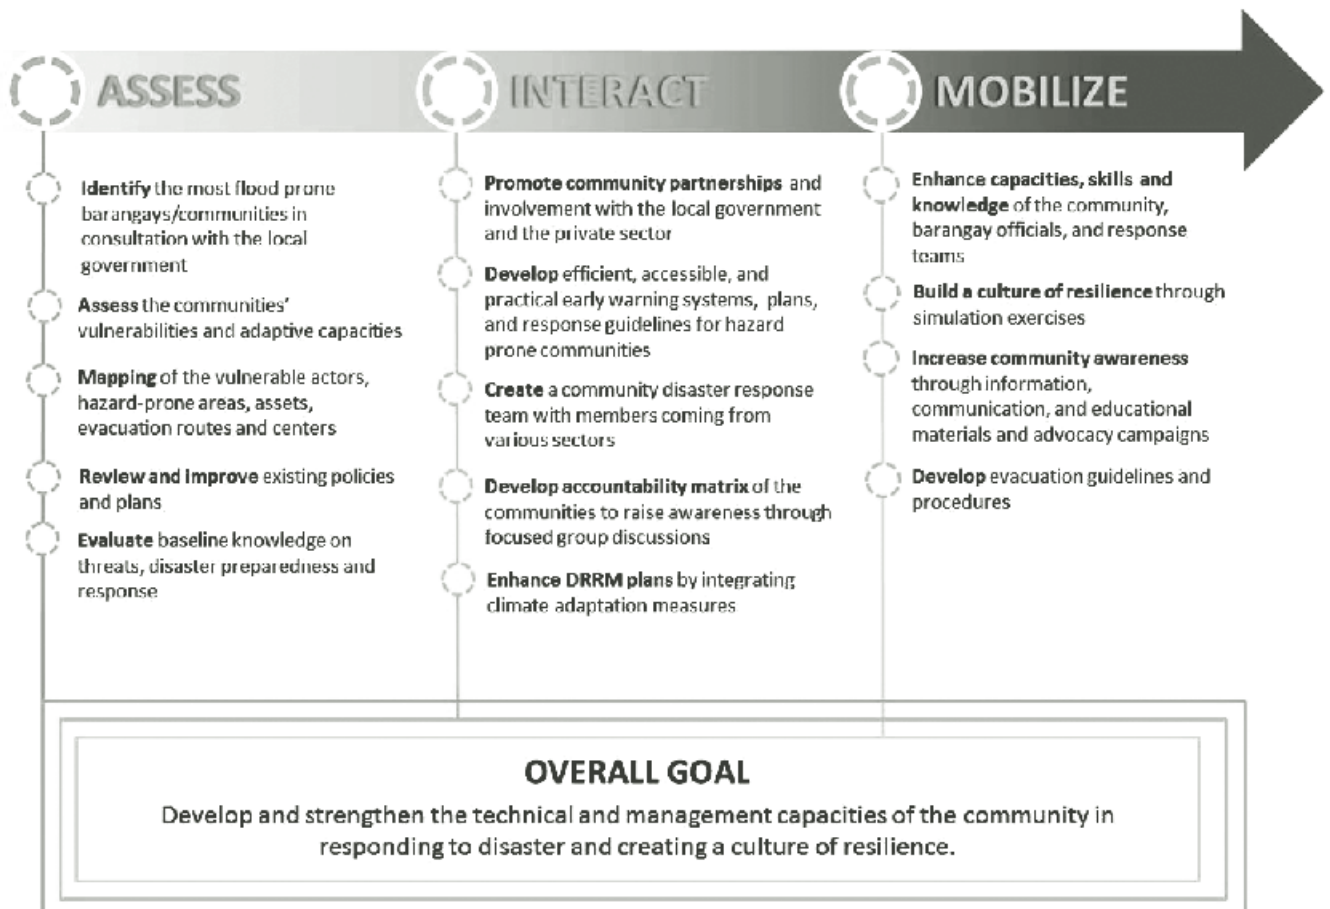 ASSESS
INTERACT
MOBILIZE
Identify the most flood prone
barangays/communities in
consultation with the local
government
Assess the communities'
vulnerabilities and adaptive capacities
Mapping of the vulnerable actors,
hazard-prone areas, assets,
evacuation routes and centers
Review and improve existing policies
and plans
Evaluate baseline knowledge on
threats, disaster preparedness and
response
Promote community partnerships and
involvement with the local government
and the private sector
Develop efficient, accessible, and
practical early warning systems, plans,
and response guidelines for hazard
prone communities
Create a community disaster response
team with members coming from
various sectors
Develop accountability matrix of the
communities to raise awareness through
focused group discussions
Enhance DRRM plans by integrating
climate adaptation measures
Enhance capacities, skills and
knowledge of the community,
barangay officials, and response
teams
Build a culture of resilience through
simulation exercises
Increase community awareness
through information,
communication, and educational
materials and advocacy campaigns
Develop evacuation guidelines and
procedures
OVERALL GOAL
Develop and strengthen the technical and management capacities of the community in
responding to disaster and creating a culture of resilience.